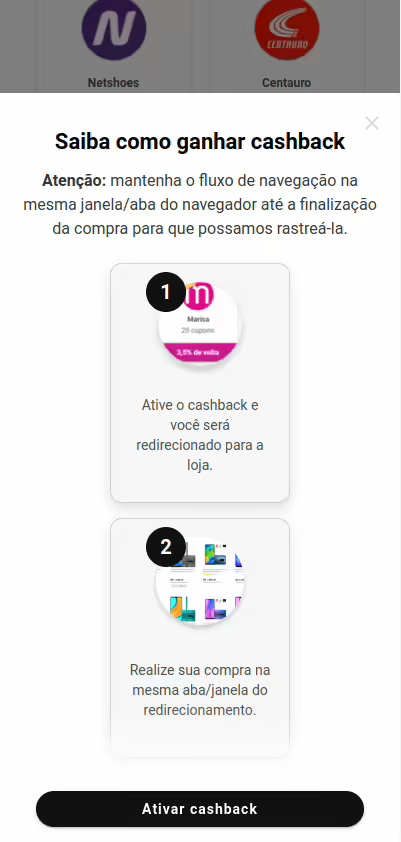 N
CENTAURO
Netshoes
Centauro
Saiba como ganhar cashback
Atenção: mantenha o fluxo de navegação na
mesma janela/aba do navegador até a finalização
da compra para que possamos rastreá-la.
1
m
Marisa
20 cupons
3,5% de volta
Ative o cashback e
você será
redirecionado para a
loja.
2
Realize sua compra na
mesma aba/janela do
redirecionamento.
Ativar cashback